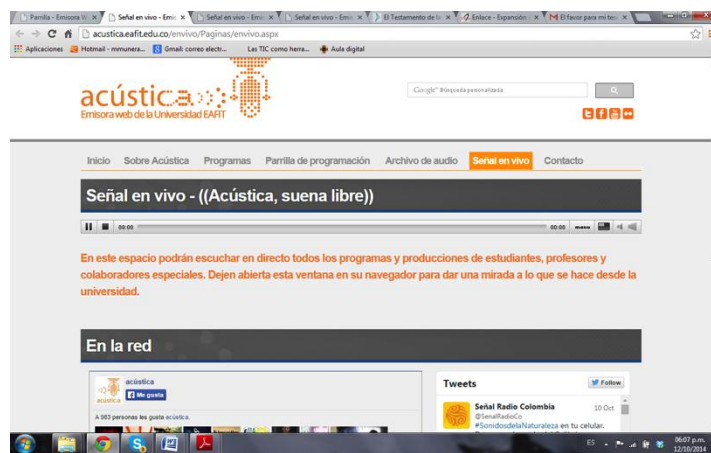 Parrilla - Emisora W
Señal en vivo - Emi
Señal en vivo - Emi
Señal en vivo - Emi
El Testamento de
Enlace - Expansión
El favor para mi tesi
acustica.eafit.edu.co/envivo/Paginas/envivo.aspx
Aplicaciones
Hotmail - mmunera...
Gmail: correo electr...
Las TIC como herra...
Aula digital
acústica
Emisora web de la Universidad EAFIT
Google™ Búsqueda personalizada
Inicio Sobre Acústica Programas Parrilla de programación Archivo de audio Señal en vivo Contacto
Señal en vivo - ((Acústica, suena libre))
00:00 00:00 menu
En este espacio podrán escuchar en directo todos los programas y producciones de estudiantes, profesores y
colaboradores especiales. Dejen abierta esta ventana en su navegador para dar una mirada a lo que se hace desde la
universidad.
En la red
acústica
acústica
Me gusta
A 983 personas les gusta acústica.
Tweets
Follow
Señal Radio Colombia 10 Oct
@SenalRadioCo
#SonidosdelaNaturaleza en tu celular.
ES
06:07 p.m.
12/10/2014